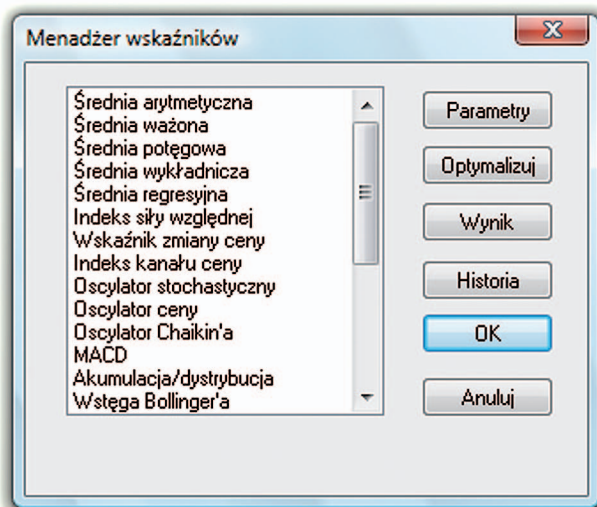 Menadżer wskaźników
Średnia arytmetyczna
Średnia ważona
Średnia potęgowa
Średnia wykładnicza
Średnia regresyjna
Indeks siły względnej
Wskaźnik zmiany ceny
Indeks kanału ceny
Oscylator stochastyczny
Oscylator ceny
Oscylator Chaikin'a
MACD
Akumulacja/dystrybucja
Wstęga Bollinger'a
Parametry
Optymalizuj
Wynik
Historia
OK
Anuluj